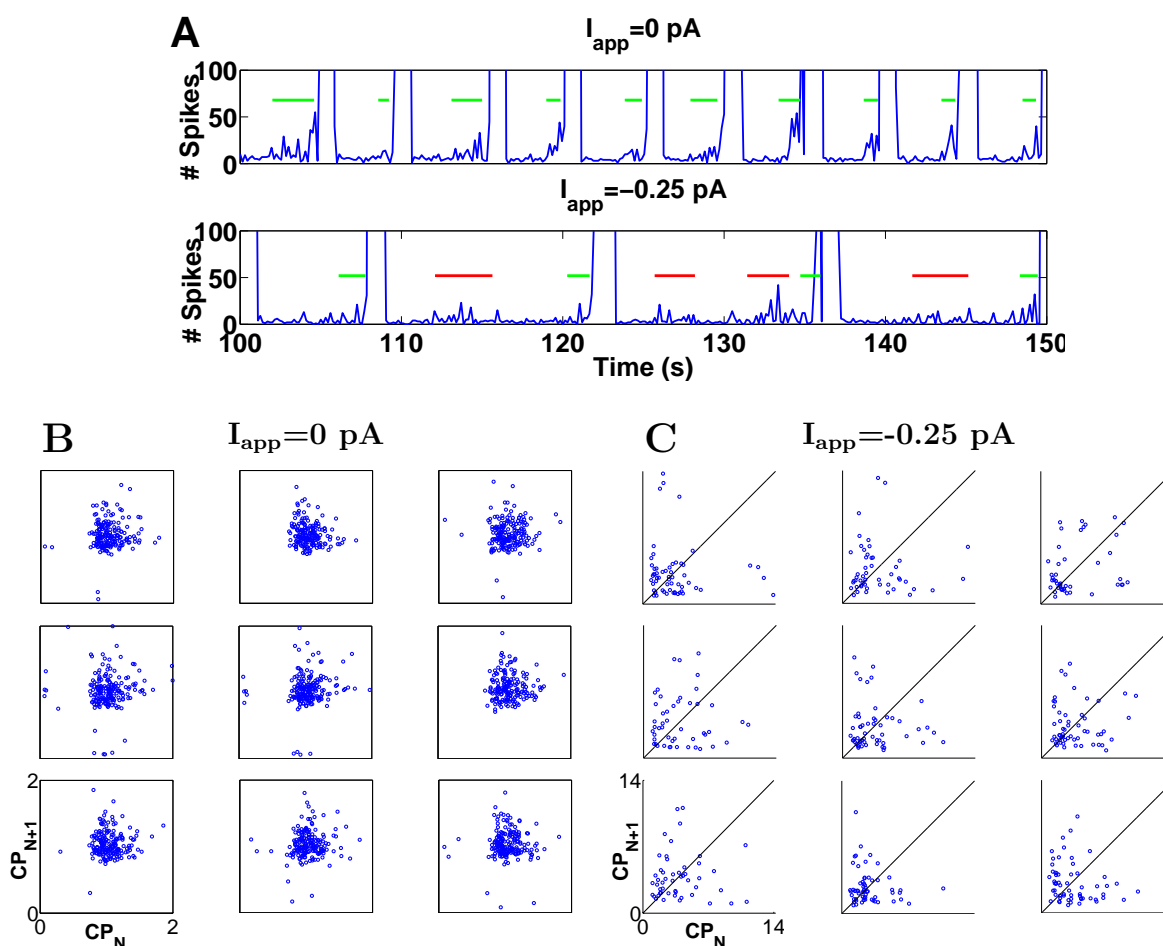 A
I_app=0 pA
# Spikes
100
50
0
I_app=−0.25 pA
# Spikes
100
50
0
100 110 120 130 140 150
Time (s)
B I_app=0 pA
C I_app=-0.25 pA
2
CP_N+1
0
0 2
CP_N
14
CP_N+1
0
0 14
CP_N